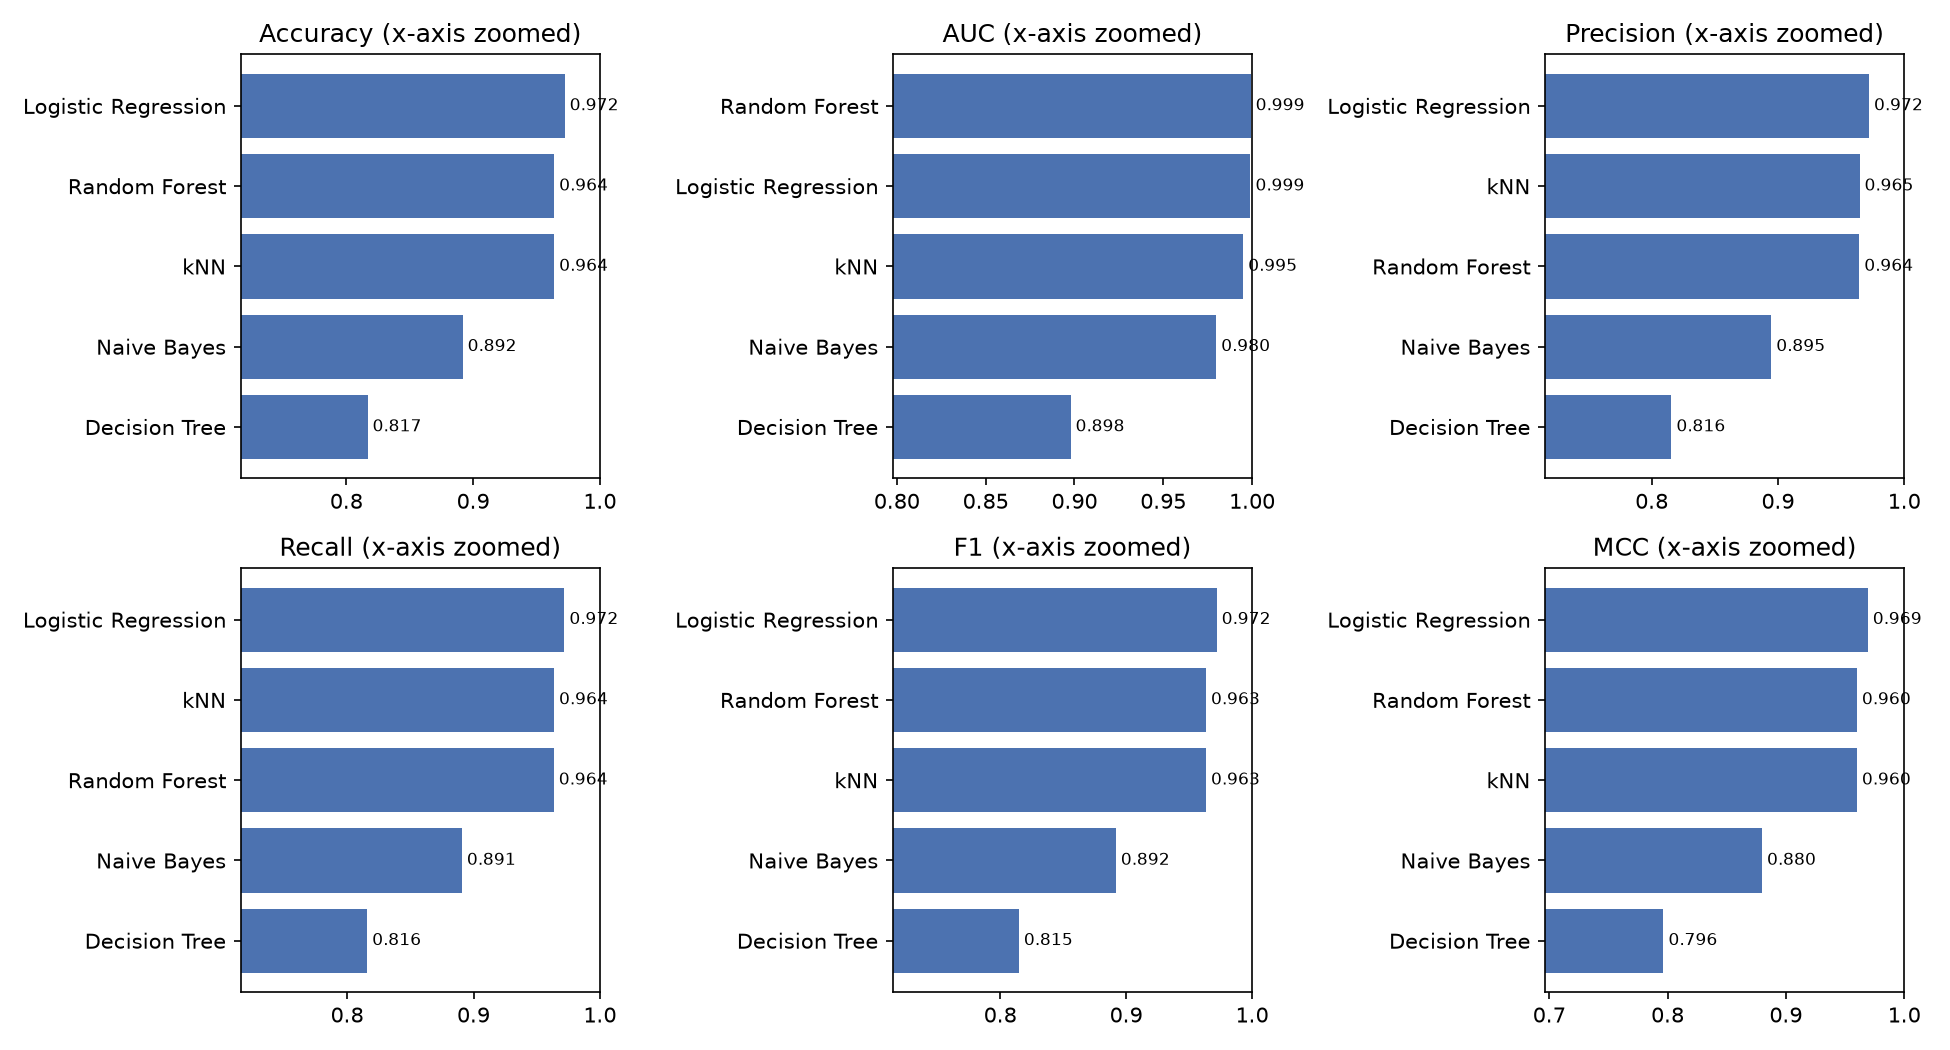 Accuracy (x-axis zoomed)
Logistic Regression 0.972
Random Forest 0.964
kNN 0.964
Naive Bayes 0.892
Decision Tree 0.817
0.8 0.9 1.0
AUC (x-axis zoomed)
Random Forest 0.999
Logistic Regression 0.999
kNN 0.995
Naive Bayes 0.980
Decision Tree 0.898
0.80 0.85 0.90 0.95 1.00
Precision (x-axis zoomed)
Logistic Regression 0.972
kNN 0.965
Random Forest 0.964
Naive Bayes 0.895
Decision Tree 0.816
0.8 0.9 1.0
Recall (x-axis zoomed)
Logistic Regression 0.972
kNN 0.964
Random Forest 0.964
Naive Bayes 0.891
Decision Tree 0.816
0.8 0.9 1.0
F1 (x-axis zoomed)
Logistic Regression 0.972
Random Forest 0.963
kNN 0.963
Naive Bayes 0.892
Decision Tree 0.815
0.8 0.9 1.0
MCC (x-axis zoomed)
Logistic Regression 0.969
Random Forest 0.960
kNN 0.960
Naive Bayes 0.880
Decision Tree 0.796
0.7 0.8 0.9 1.0